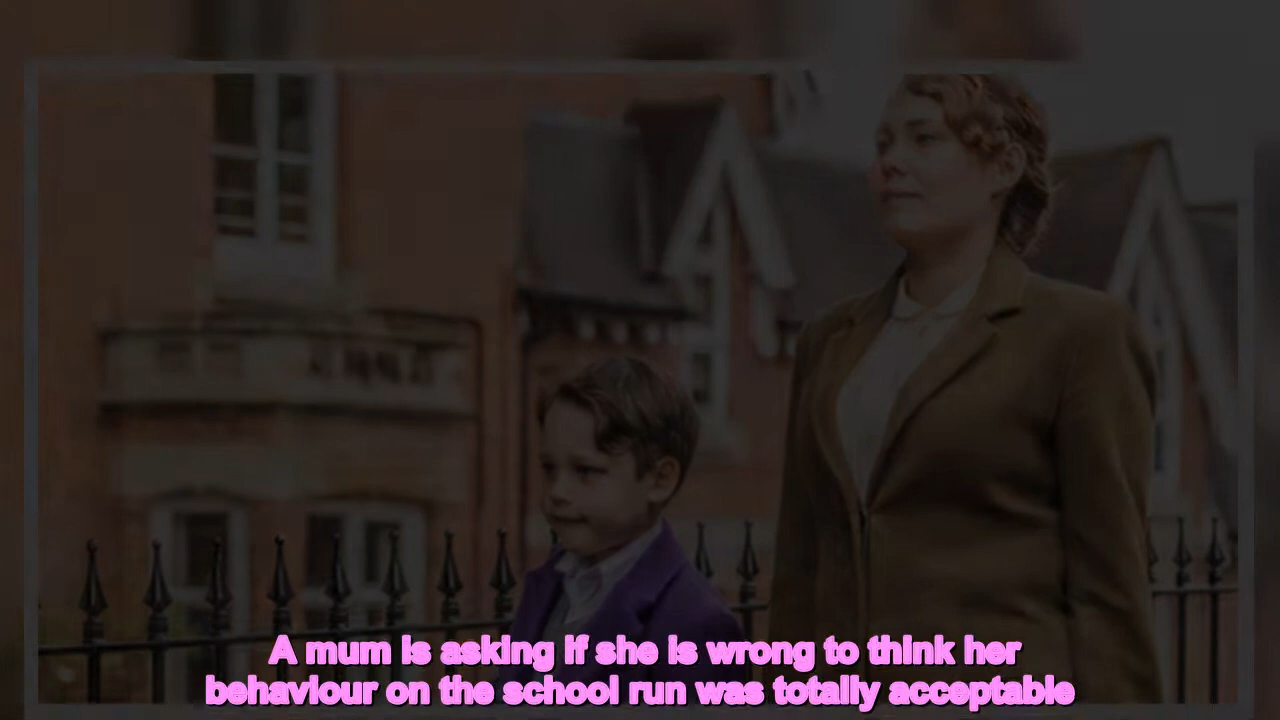 A mum is asking if she is wrong to think her
behaviour on the school run was totally acceptable